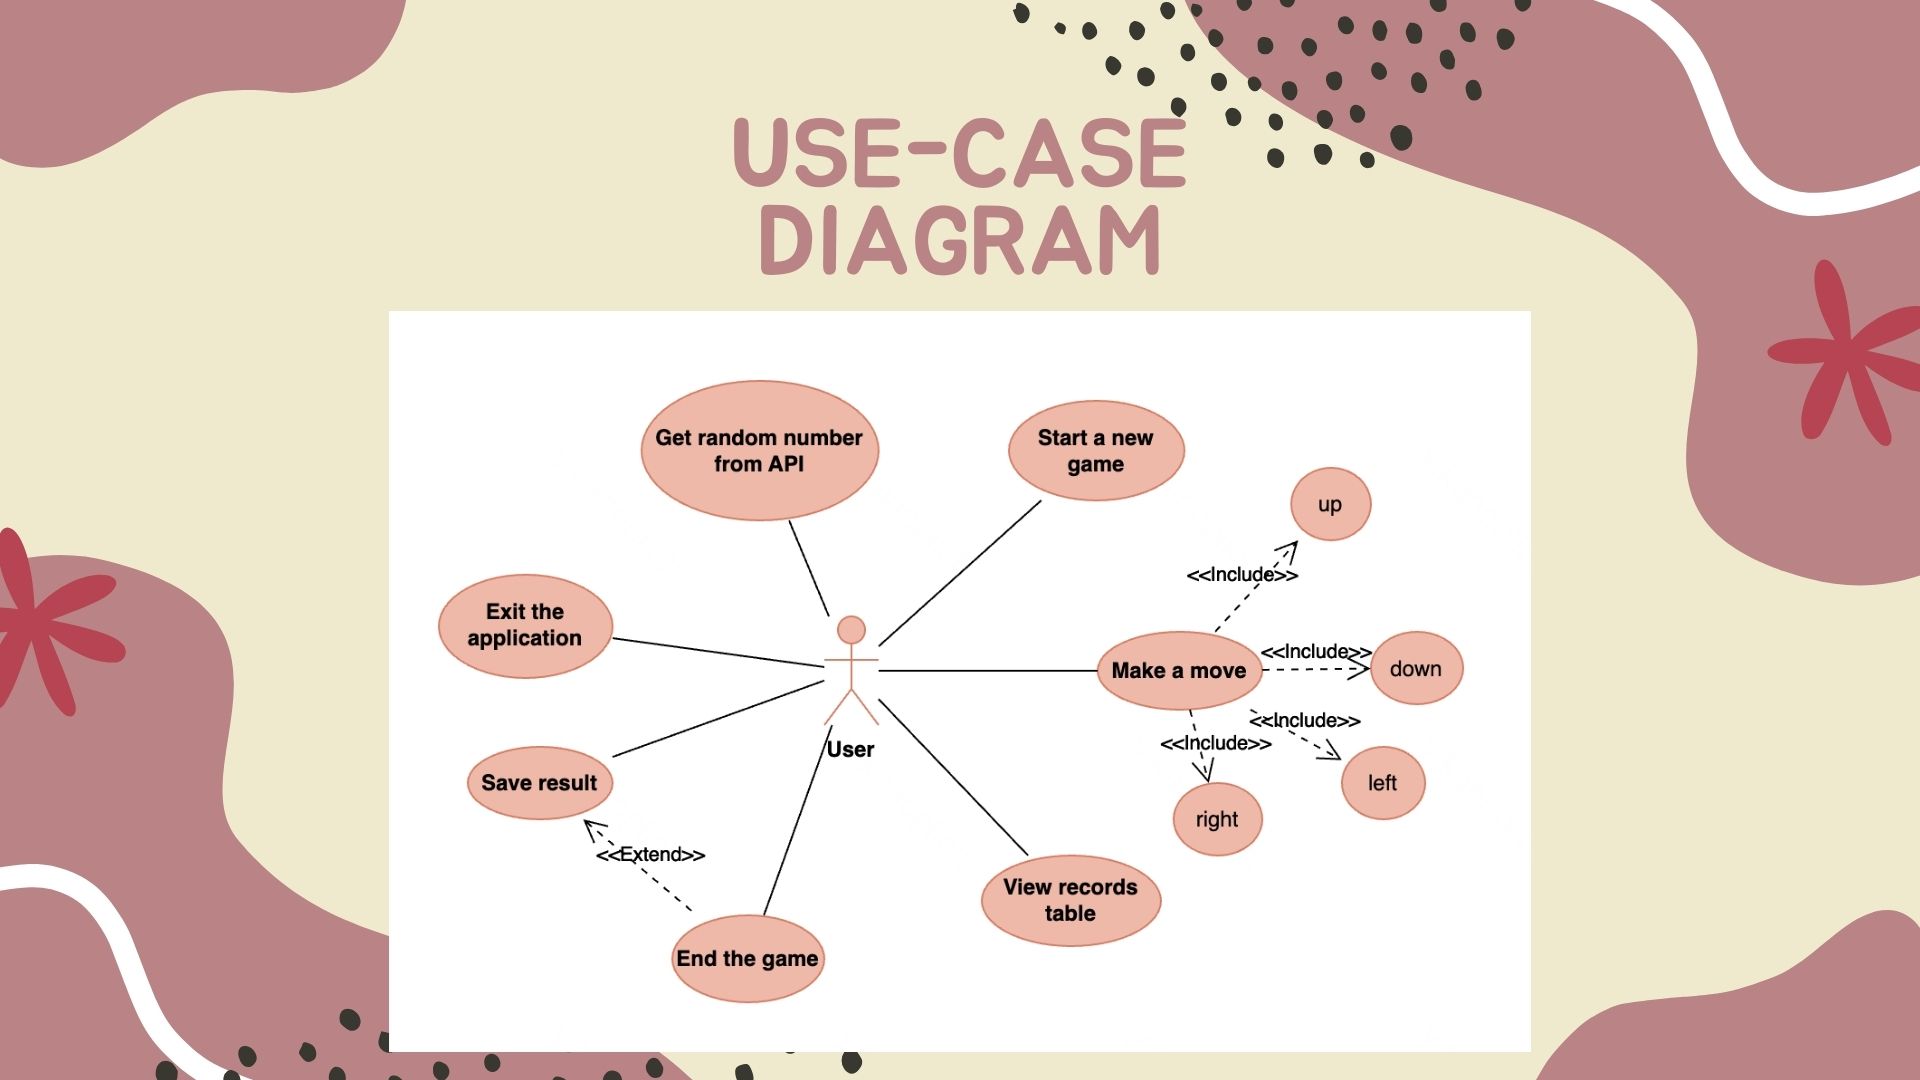 USE-CASE
DIAGRAM
Get random number
from API
Start a new
game
up
<<Include>>
Exit the
application
<<Include>>
Make a move
down
<<Include>>
<<Include>>
User
Save result
left
right
<<Extend>>
View records
table
End the game